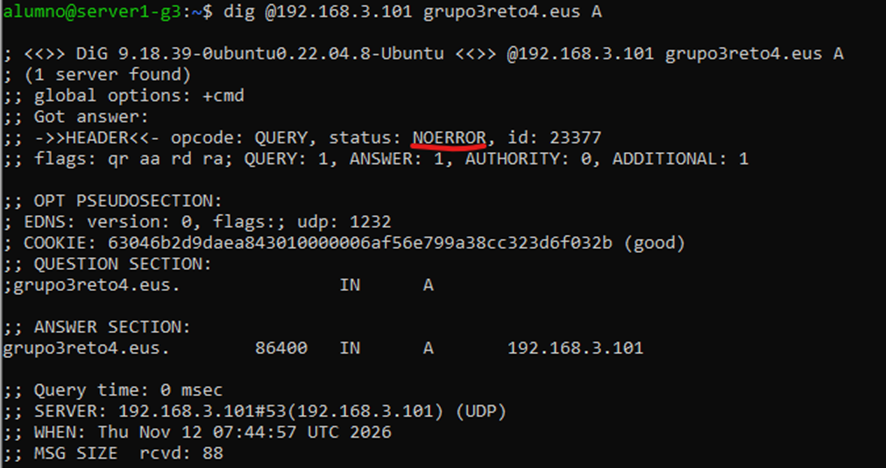 alumno@server1-g3:~$ dig @192.168.3.101 grupo3reto4.eus A
; <<>> DiG 9.18.39-0ubuntu0.22.04.8-Ubuntu <<>> @192.168.3.101 grupo3reto4.eus A
; (1 server found)
;; global options: +cmd
;; Got answer:
;; ->>HEADER<<- opcode: QUERY, status: NOERROR, id: 23377
;; flags: qr aa rd ra; QUERY: 1, ANSWER: 1, AUTHORITY: 0, ADDITIONAL: 1
;; OPT PSEUDOSECTION:
; EDNS: version: 0, flags:; udp: 1232
; COOKIE: 63046b2d9daea843010000006af56e799a38cc323d6f032b (good)
;; QUESTION SECTION:
;grupo3reto4.eus. IN A
;; ANSWER SECTION:
grupo3reto4.eus. 86400 IN A 192.168.3.101
;; Query time: 0 msec
;; SERVER: 192.168.3.101#53(192.168.3.101) (UDP)
;; WHEN: Thu Nov 12 07:44:57 UTC 2026
;; MSG SIZE rcvd: 88